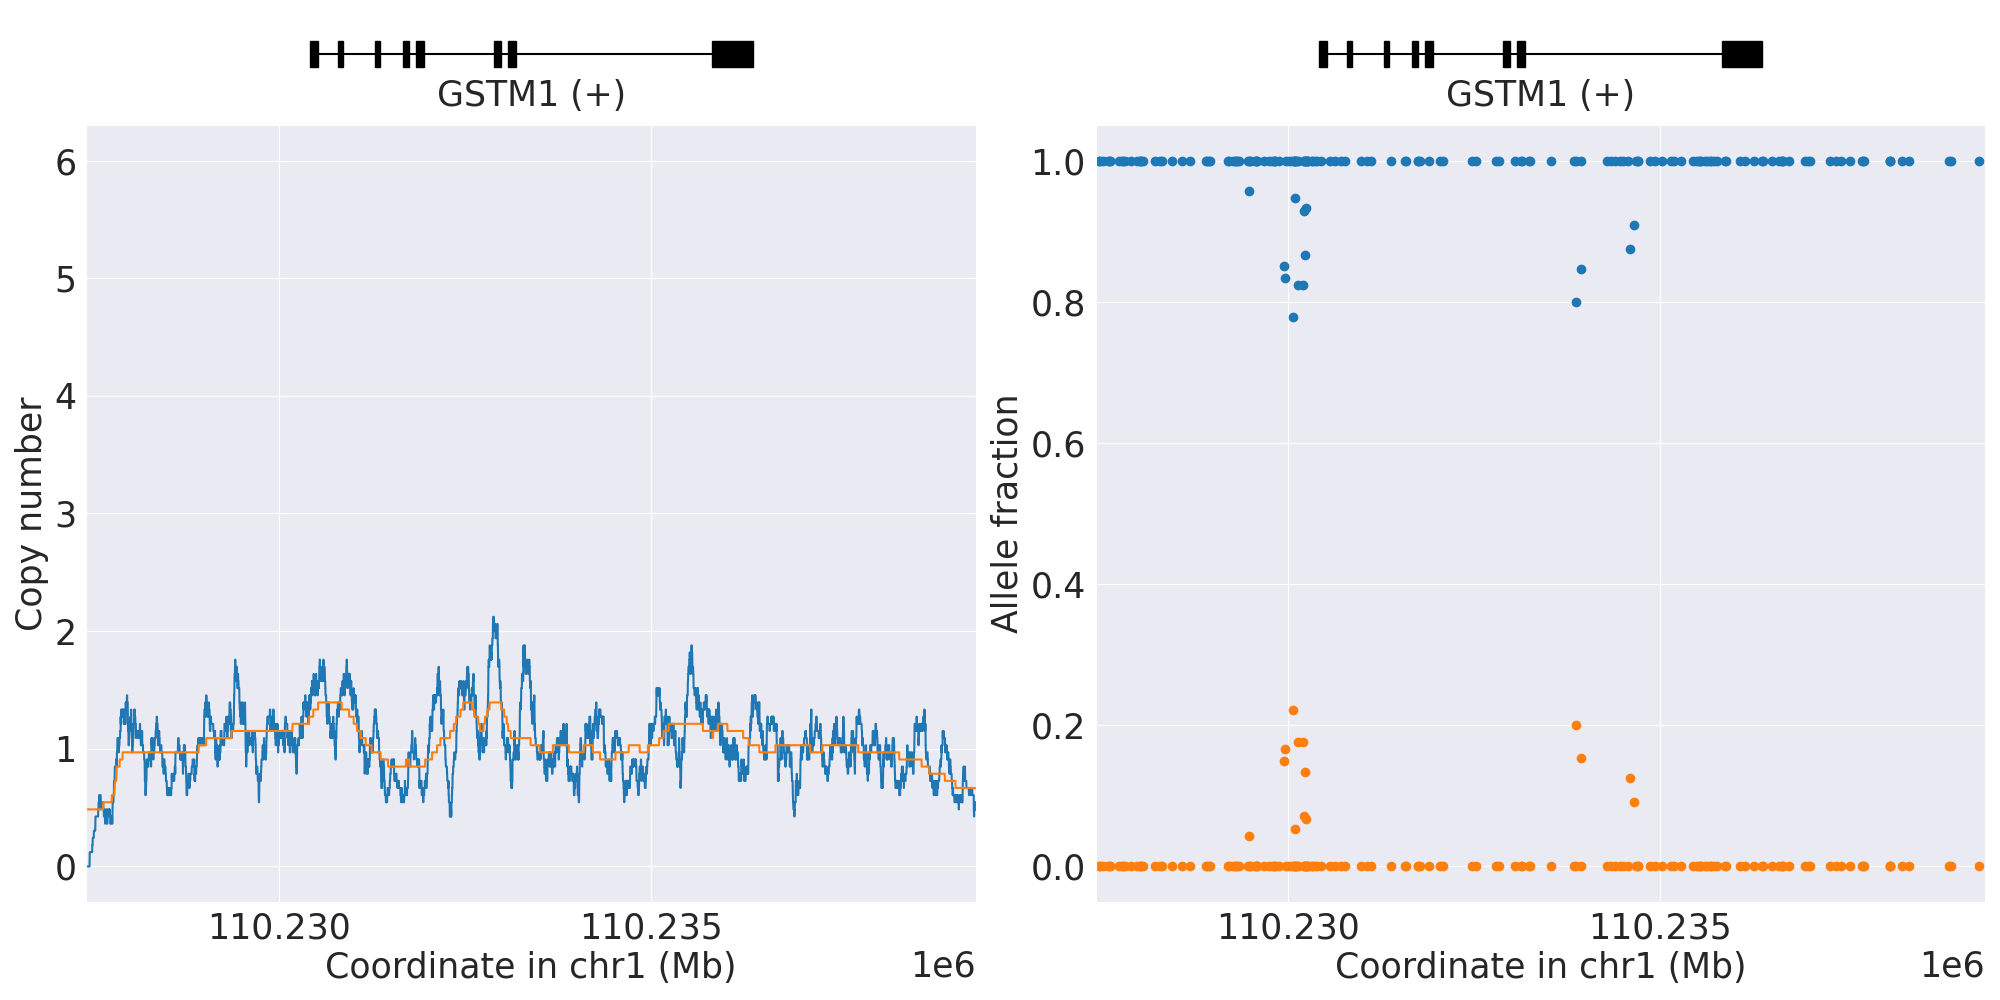 GSTM1 (+)
6
5
4
3
2
1
0
Copy number
110.230
110.235
Coordinate in chr1 (Mb)
1e6
GSTM1 (+)
1.0
0.8
0.6
0.4
0.2
0.0
Allele fraction
110.230
110.235
Coordinate in chr1 (Mb)
1e6